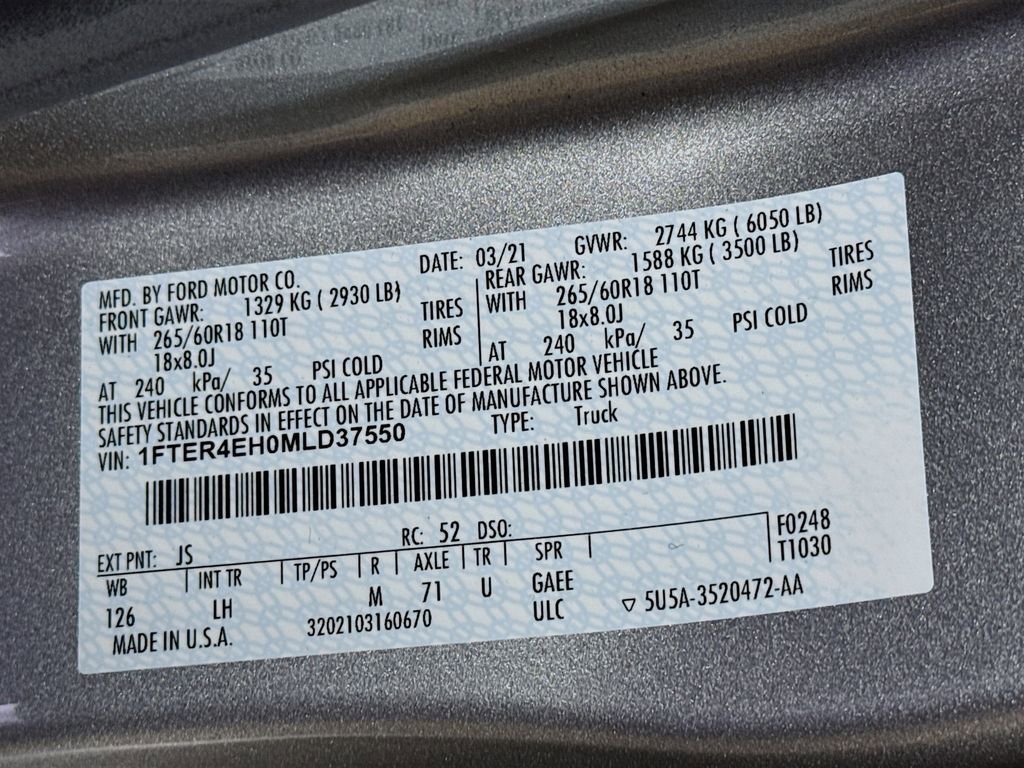 MFD. BY FORD MOTOR CO. DATE: 03/21 GVWR: 2744 KG ( 6050 LB)
FRONT GAWR: 1329 KG ( 2930 LB) REAR GAWR: 1588 KG ( 3500 LB)
WITH 265/60R18 110T TIRES WITH 265/60R18 110T TIRES
18x8.0J RIMS 18x8.0J RIMS
AT 240 kPa/ 35 PSI COLD AT 240 kPa/ 35 PSI COLD
THIS VEHICLE CONFORMS TO ALL APPLICABLE FEDERAL MOTOR VEHICLE
SAFETY STANDARDS IN EFFECT ON THE DATE OF MANUFACTURE SHOWN ABOVE.
VIN: 1FTER4EH0MLD37550 TYPE: Truck
EXT PNT: JS RC: 52 DSO: F0248
WB INT TR TP/PS R AXLE TR SPR T1030
126 LH M 71 U GAEE
MADE IN U.S.A. 3202103160670 ULC ▽ 5U5A-3520472-AA